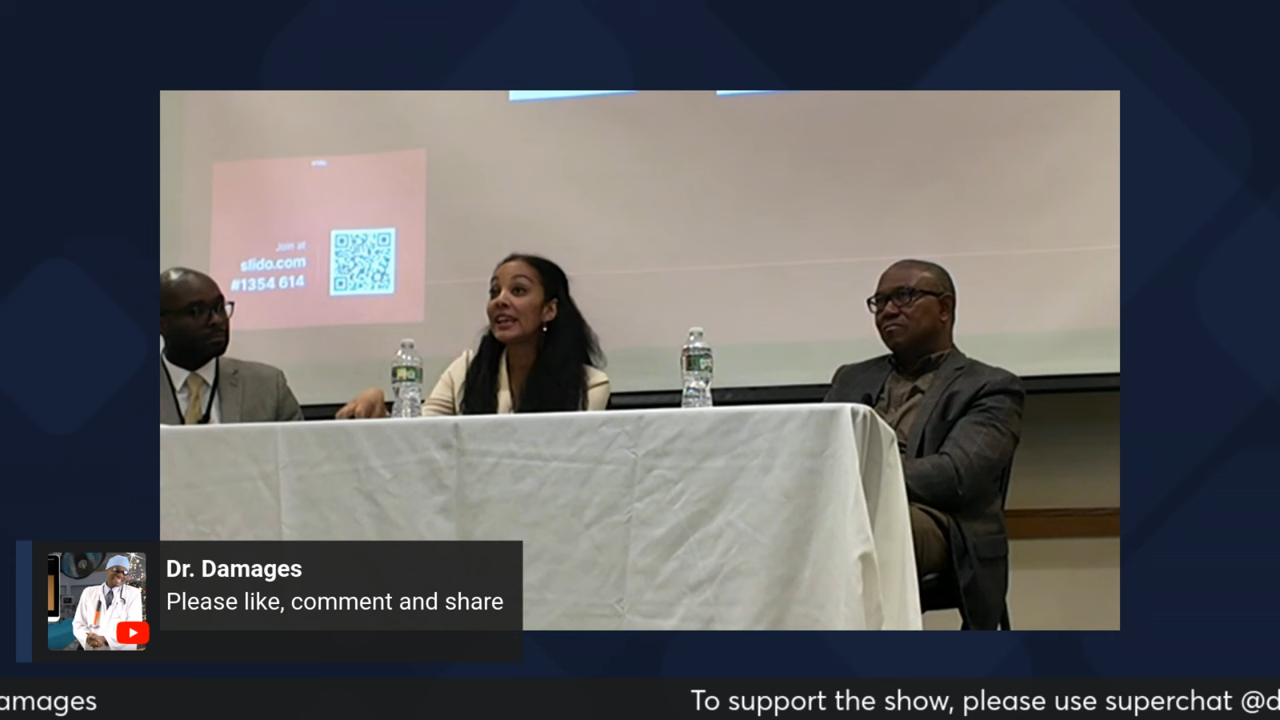 Join at
slido.com
#1354 614
Dr. Damages
Please like, comment and share
amages
To support the show, please use superchat @d